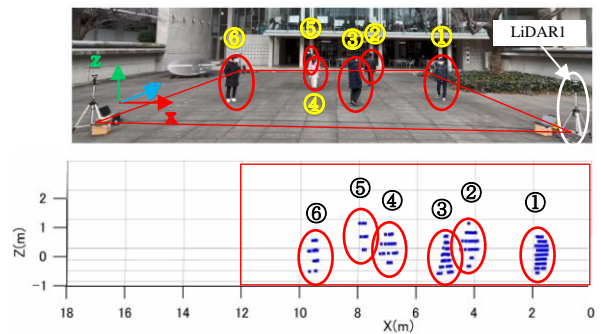 ⑥ ⑤ ③ ② ① LiDAR1
z
y
x
④
⑤ ② ①
⑥ ④ ③
2
1
0
-1
Z(m)
18 16 14 12 10 8 6 4 2 0
X(m)